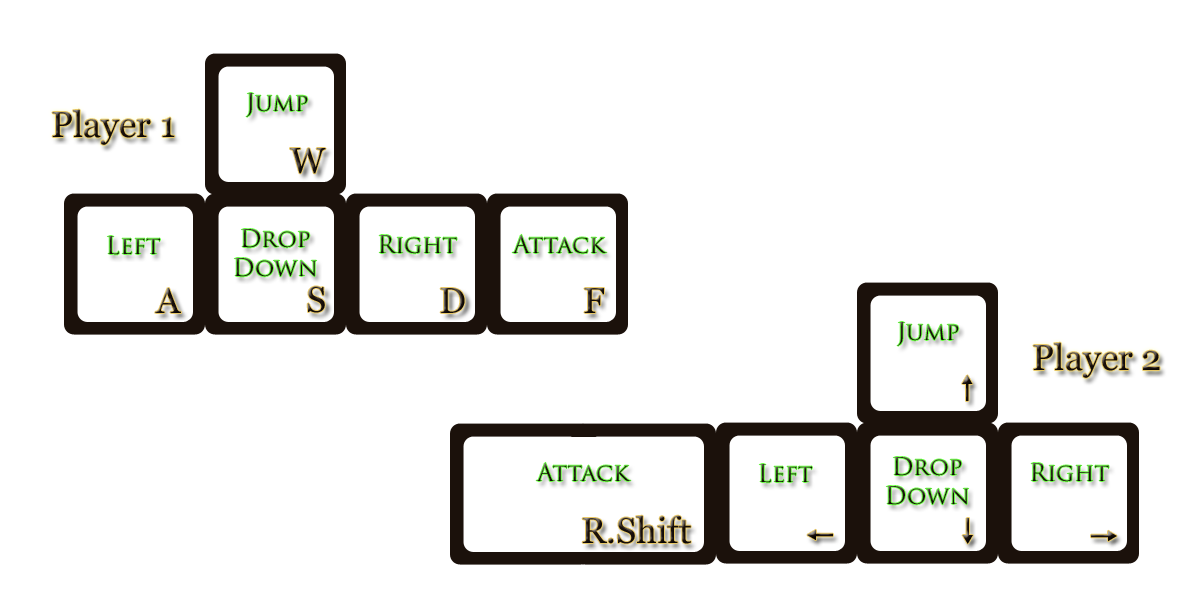 Player 1
JUMP
W
LEFT
A
DROP
DOWN
S
RIGHT
D
ATTACK
F
Player 2
JUMP
↑
ATTACK
R.Shift
LEFT
←
DROP
DOWN
↓
RIGHT
→